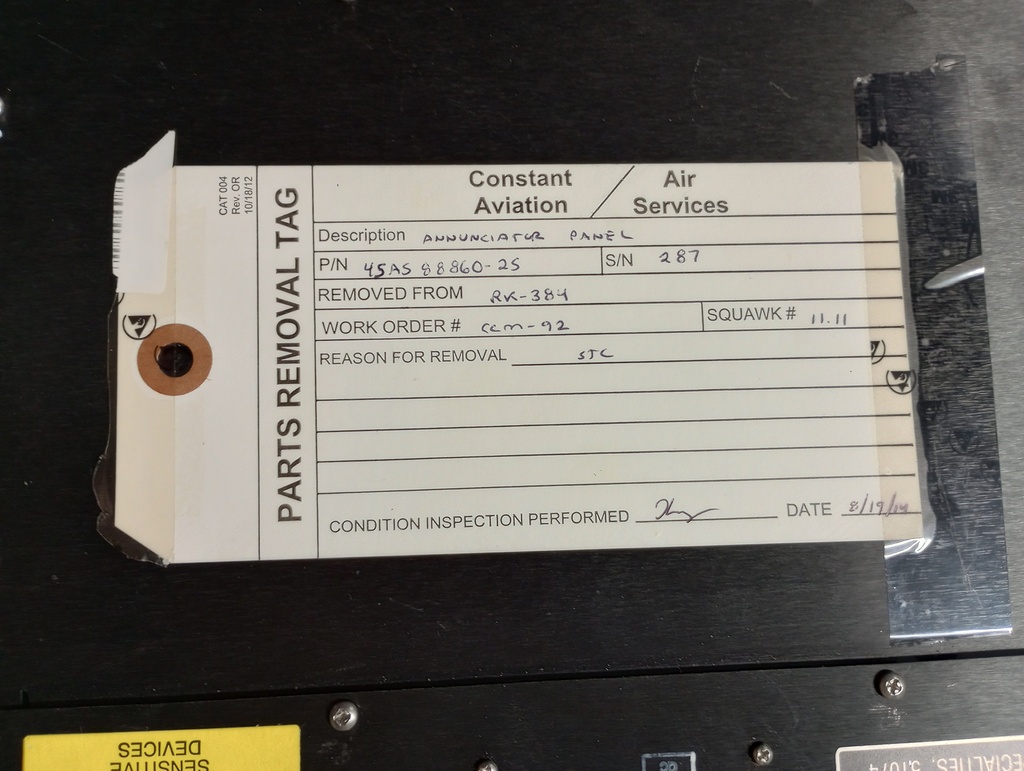 CAT 004
Rev. OR
10/18/12
PARTS REMOVAL TAG
Constant Aviation / Air Services
Description ANNUNCIATOR PANEL
P/N 45AS88860-25 S/N 287
REMOVED FROM RK-384
WORK ORDER # CCM-92 SQUAWK # 11.11
REASON FOR REMOVAL STC
CONDITION INSPECTION PERFORMED DATE 8/19/14
SENSITIVE
DEVICES